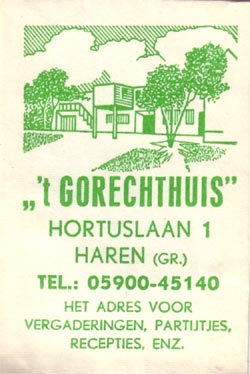 „'t GORECHTHUIS”
HORTUSLAAN 1
HAREN (GR.)
TEL.: 05900-45140
HET ADRES VOOR
VERGADERINGEN, PARTIJTJES,
RECEPTIES, ENZ.